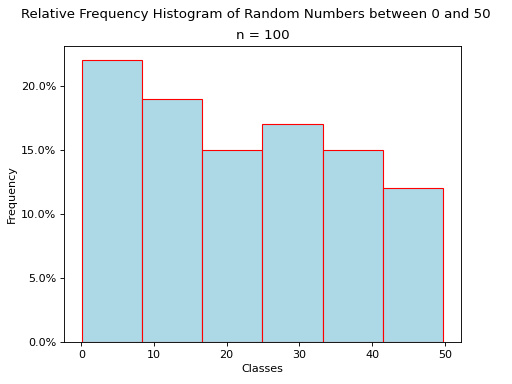 Relative Frequency Histogram of Random Numbers between 0 and 50
n = 100
20.0%
15.0%
10.0%
5.0%
0.0%
Frequency
0 10 20 30 40 50
Classes